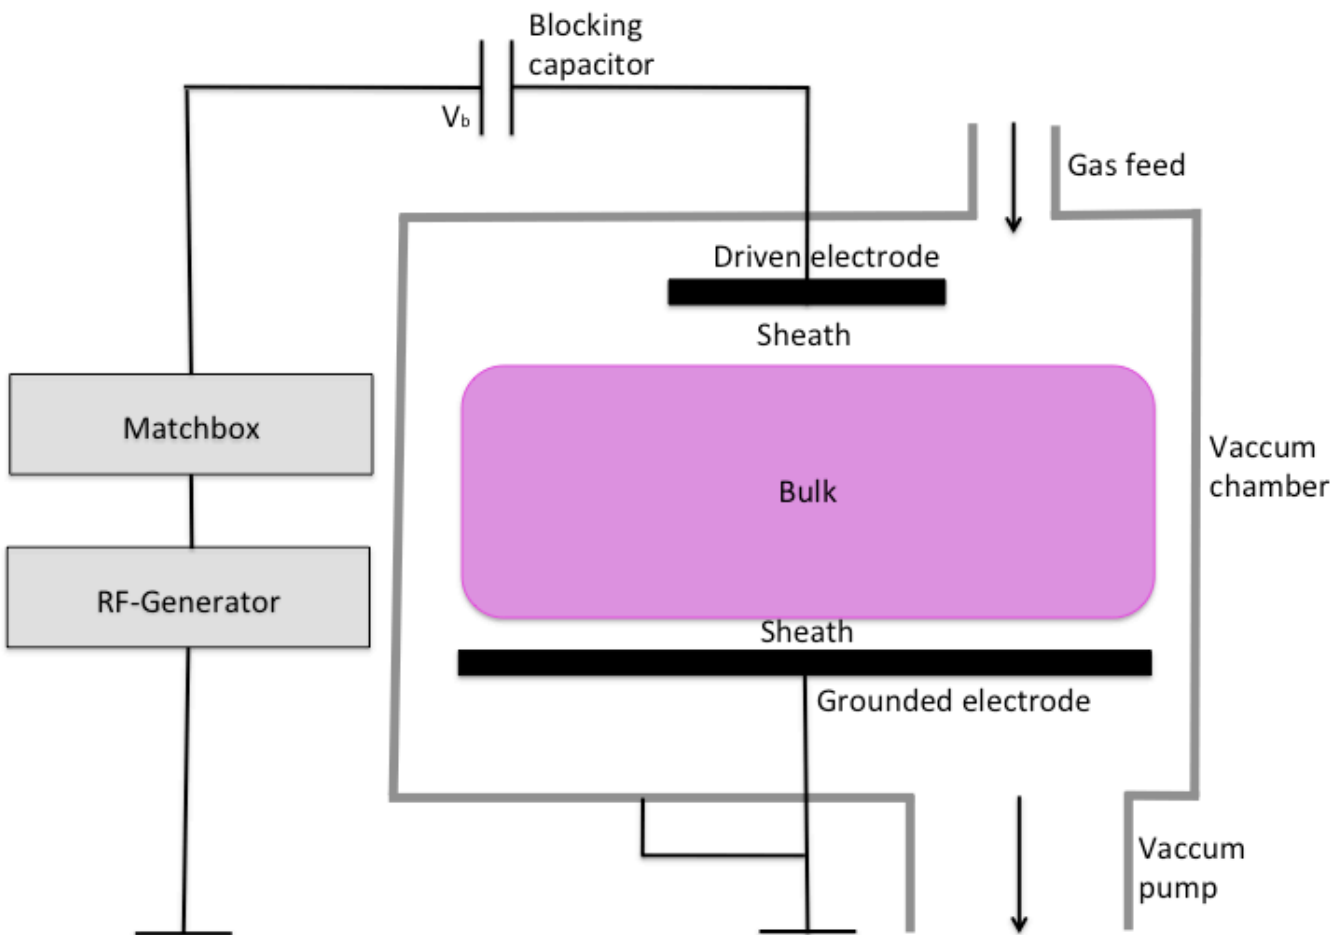 Blocking
capacitor
Vb
Gas feed
Driven electrode
Sheath
Matchbox
Bulk
Vaccum
chamber
RF-Generator
Sheath
Grounded electrode
Vaccum
pump